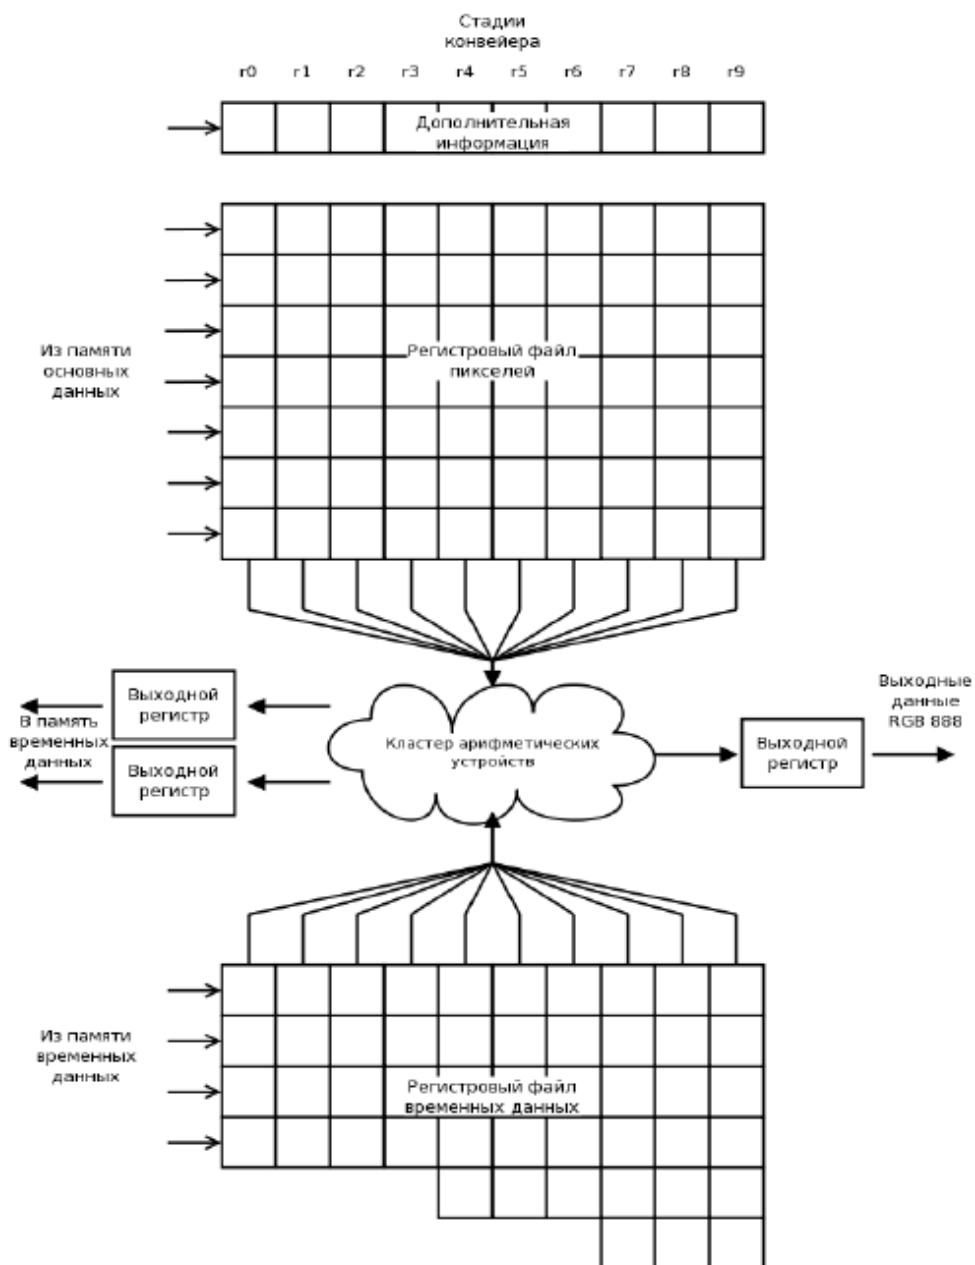 Стадии
конвейера
r0 r1 r2 r3 r4 r5 r6 r7 r8 r9
Дополнительная
информация
Из памяти
основных
данных
Регистровый файл
пикселей
Выходной
регистр
В память
временных
данных
Выходной
регистр
Кластер арифметических
устройств
Выходной
регистр
Выходные
данные
RGB 888
Из памяти
временных
данных
Регистровый файл
временных данных